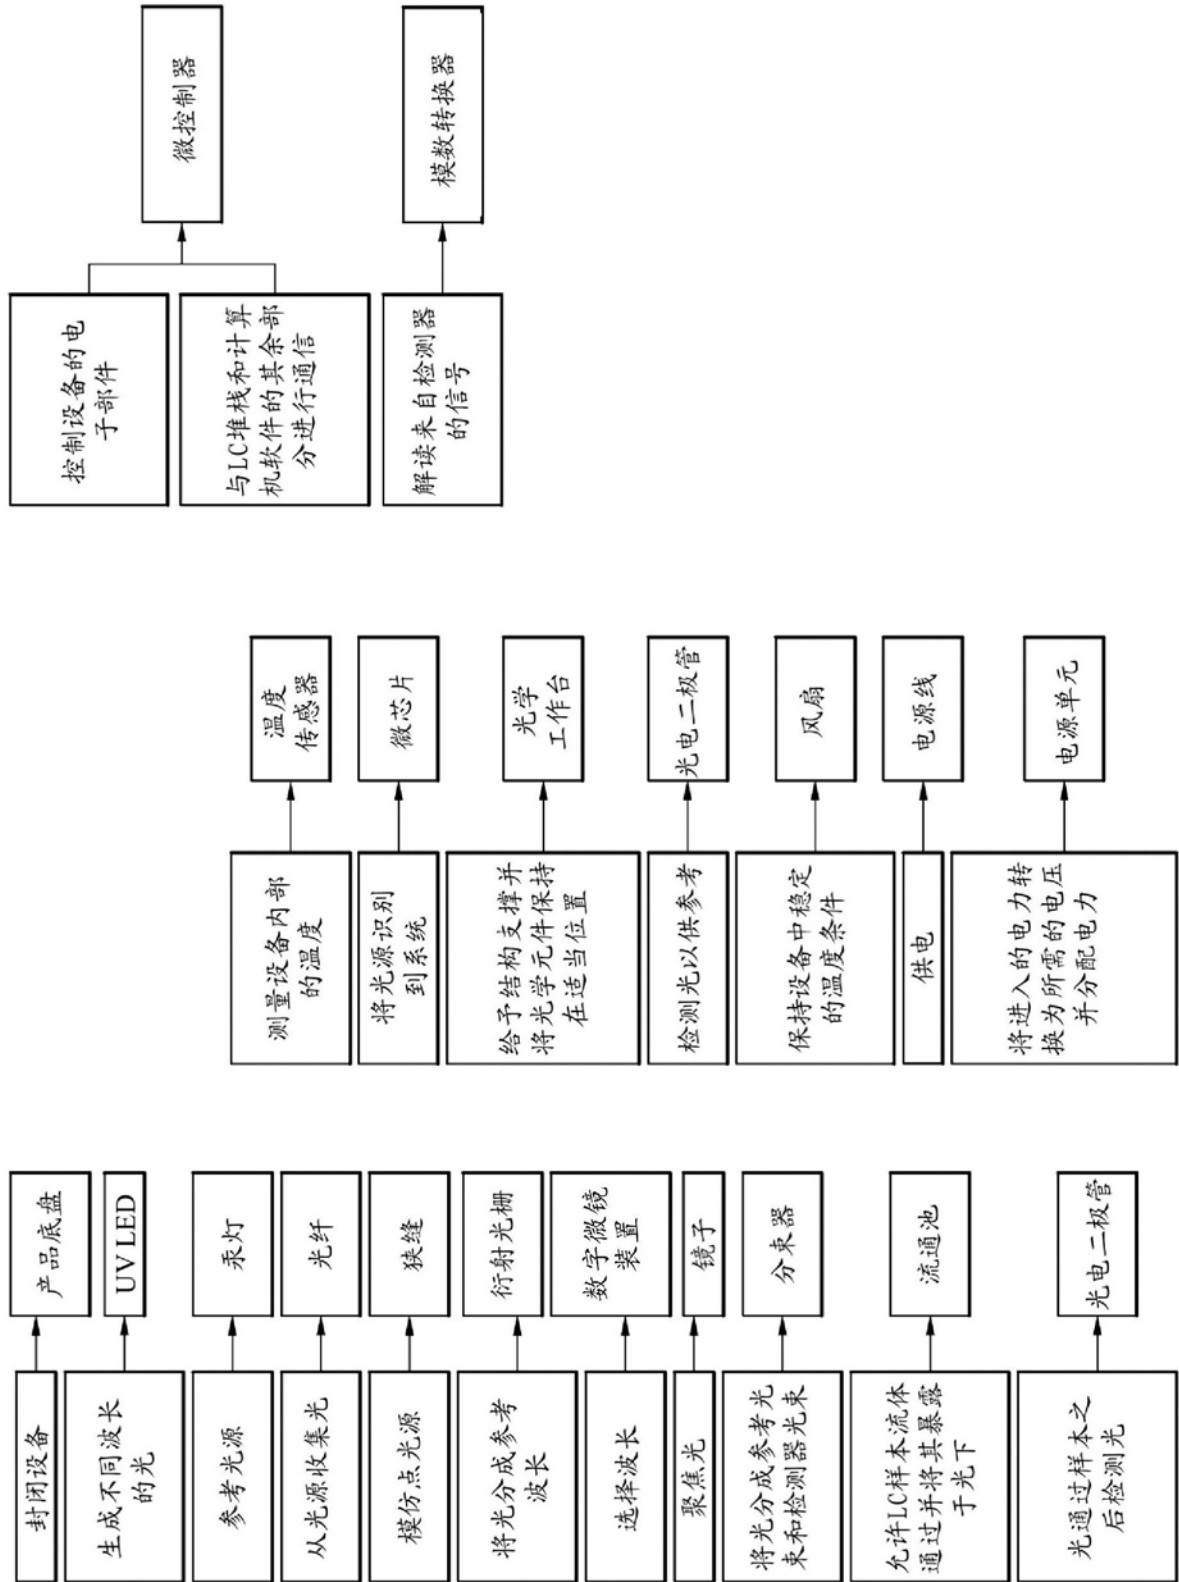 封闭设备
产品底盘
生成不同波长
的光
UV LED
参考光源
汞灯
从光源收集光
光纤
模仿点光源
狭缝
将光分成参考
波长
衍射光栅
选择波长
数字微镜
装置
聚焦光
镜子
将光分成参考光
束和检测器光束
分束器
允许LC样本流体
通过并将其暴露
于光下
流通池
光通过样本之
后检测光
光电二极管
测量设备内部
的温度
温度
传感器
将光源识别
到系统
微芯片
给予结构支撑并
将光学元件保持
在适当位置
光学
工作台
检测光以供参考
光电二极管
保持设备中稳定
的温度条件
风扇
供电
电源线
将进入的电力转
换为所需的电压
并分配电力
电源单元
控制设备的电
子部件
与LC堆栈和计算
机软件的其余部
分进行通信
微控制器
解读来自检测器
的信号
模数转换器